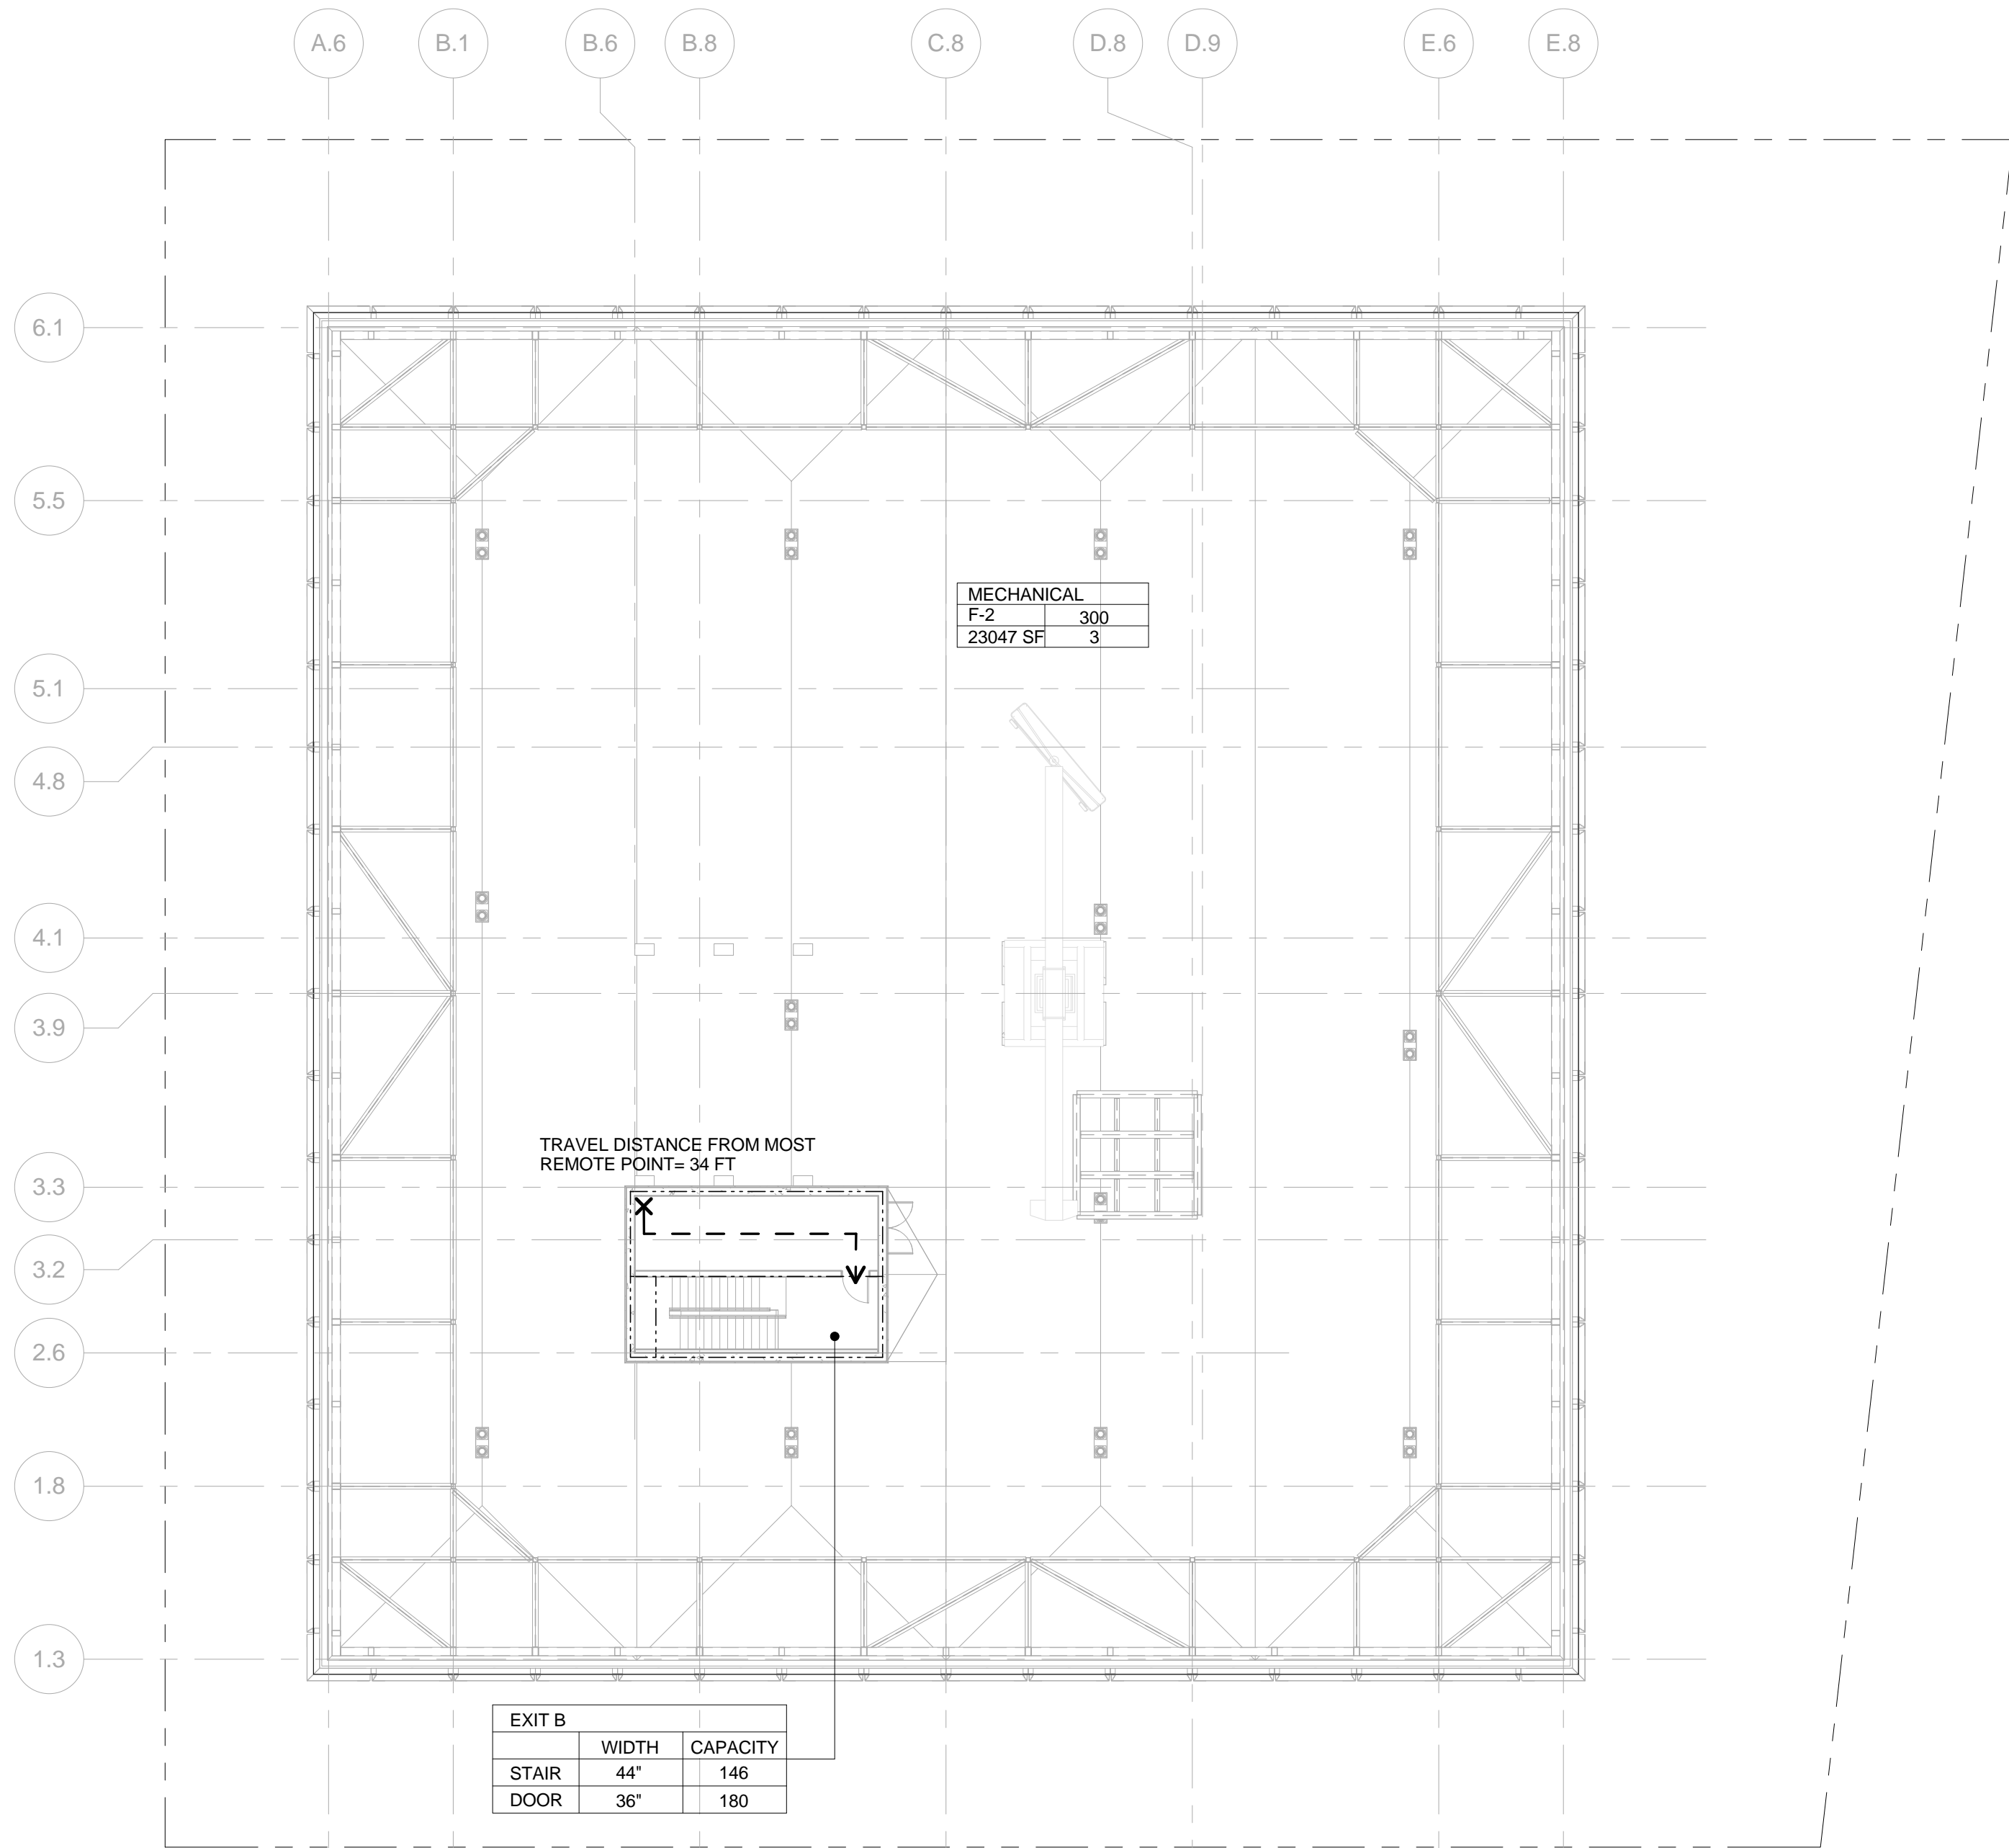 A.6 B.1 B.6 B.8 C.8 D.8 D.9 E.6 E.8
6.1
5.5
MECHANICAL
F-2 300
23047 SF 3
5.1
4.8
4.1
3.9
TRAVEL DISTANCE FROM MOST
REMOTE POINT= 34 FT
3.3
3.2
2.6
1.8
1.3
EXIT B
WIDTH CAPACITY
STAIR 44" 146
DOOR 36" 180